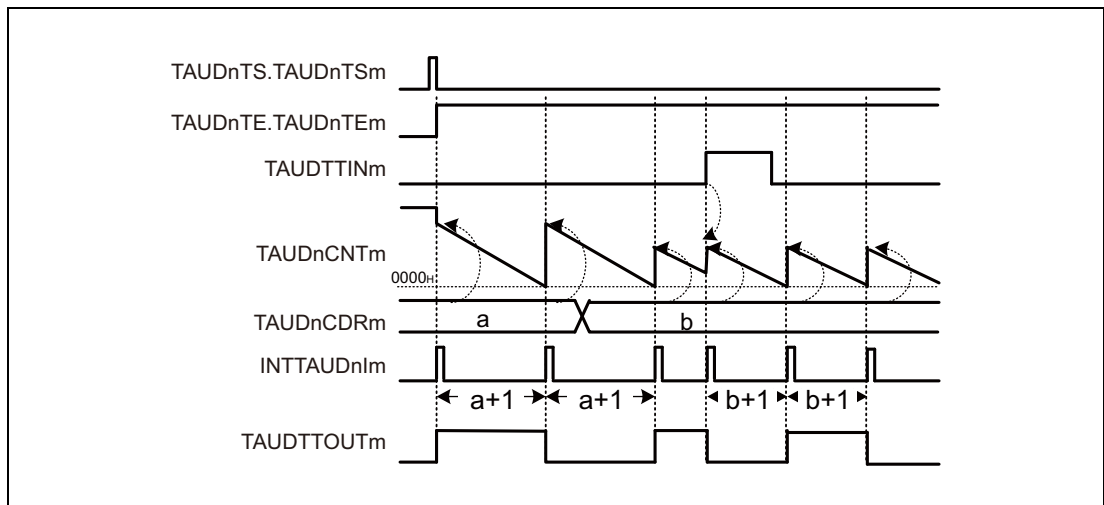 TAUDnTS.TAUDnTSm
TAUDnTE.TAUDnTEm
TAUDTTINm
TAUDnCNTm
0000H
TAUDnCDRm
a
b
INTTAUDnIm
a+1
a+1
b+1
b+1
TAUDTTOUTm